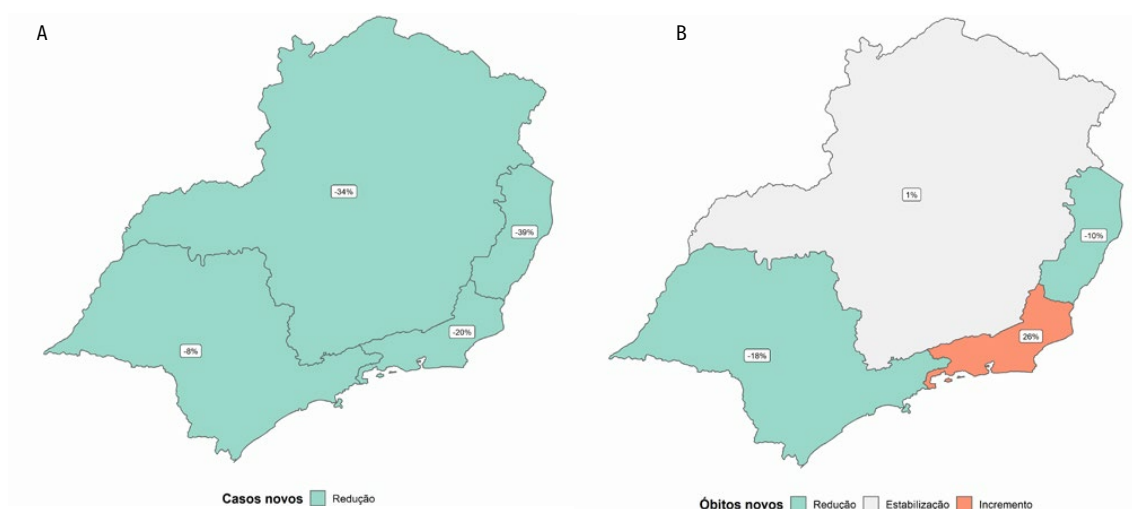 A
-34%
-39%
-20%
-8%
Casos novos Redução
B
1%
-10%
26%
-18%
Óbitos novos Redução Estabilização Incremento